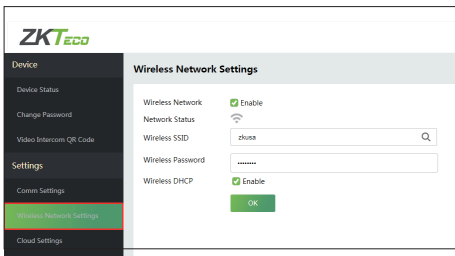 ZKTeco
Device
Device Status
Change Password
Video Intercom QR Code
Settings
Comm Settings
Wireless Network Settings
Cloud Settings
Wireless Network Settings
Wireless Network Enable
Network Status
Wireless SSID zkusa
Wireless Password ........
Wireless DHCP Enable
OK